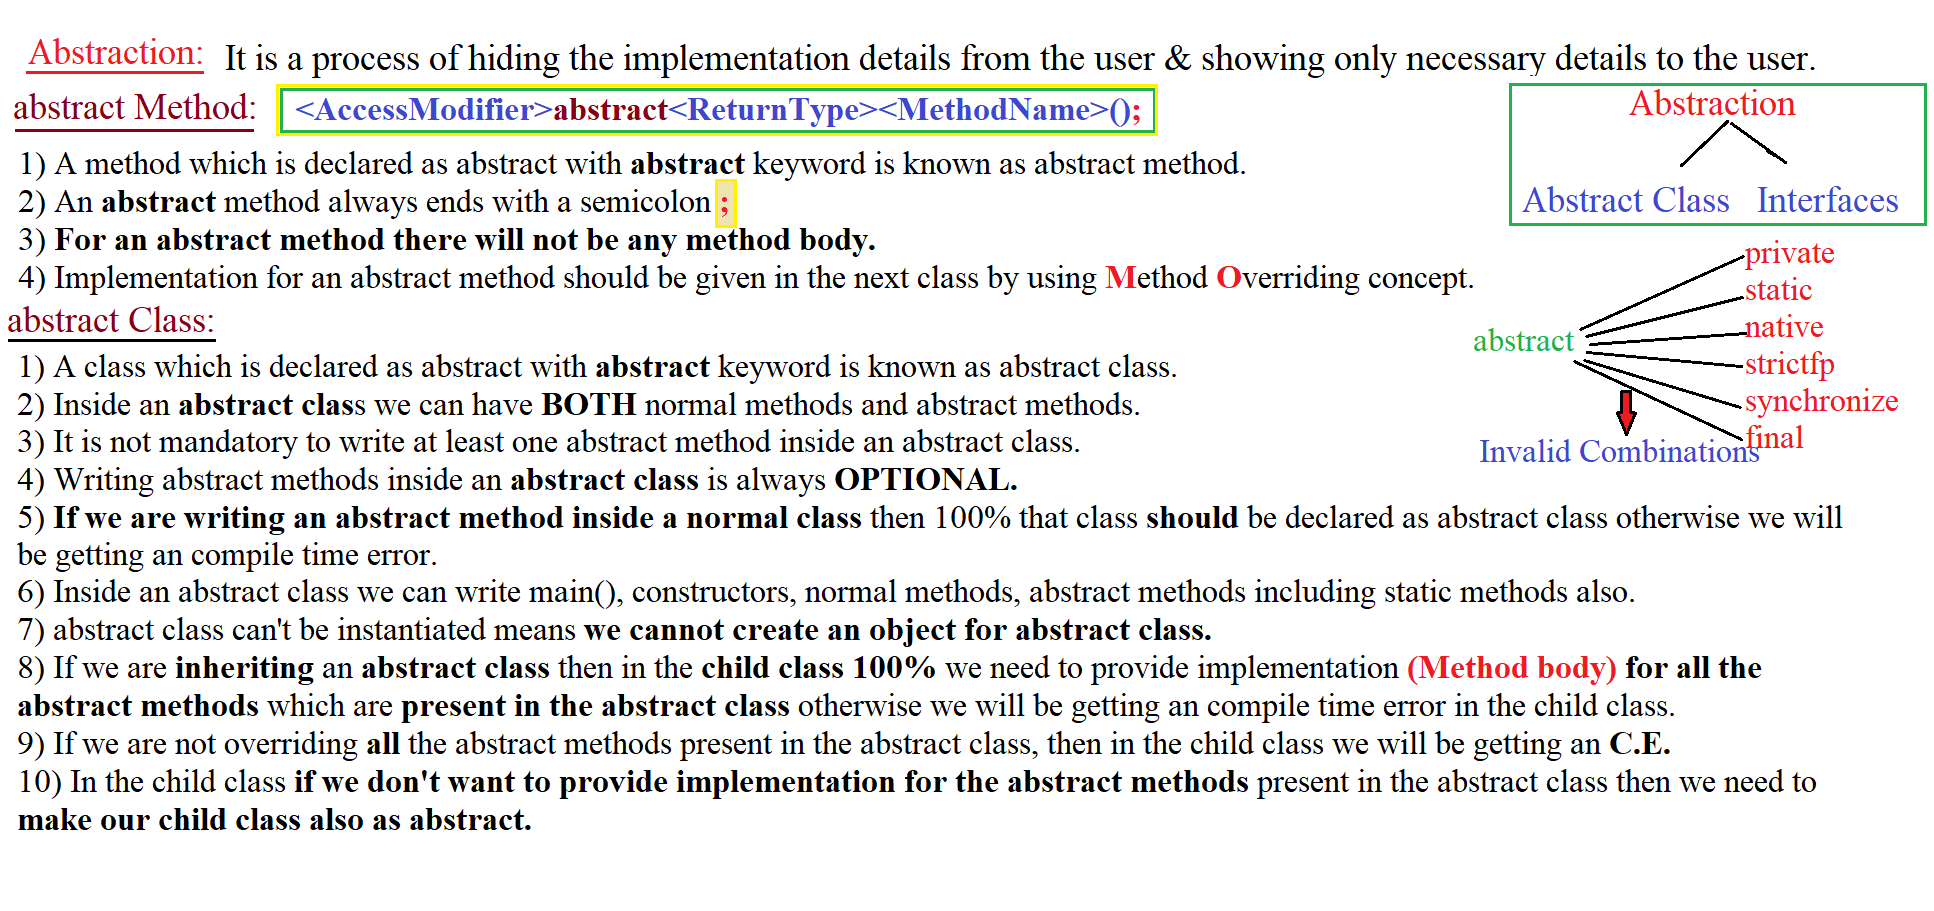 Abstraction: It is a process of hiding the implementation details from the user & showing only necessary details to the user.
abstract Method: <AccessModifier>abstract<ReturnType><MethodName>();
1) A method which is declared as abstract with abstract keyword is known as abstract method.
2) An abstract method always ends with a semicolon ;
3) For an abstract method there will not be any method body.
4) Implementation for an abstract method should be given in the next class by using Method Overriding concept.
Abstraction
Abstract Class Interfaces
abstract
private
static
native
strictfp
synchronize
final
Invalid Combinations
abstract Class:
1) A class which is declared as abstract with abstract keyword is known as abstract class.
2) Inside an abstract class we can have BOTH normal methods and abstract methods.
3) It is not mandatory to write at least one abstract method inside an abstract class.
4) Writing abstract methods inside an abstract class is always OPTIONAL.
5) If we are writing an abstract method inside a normal class then 100% that class should be declared as abstract class otherwise we will
be getting an compile time error.
6) Inside an abstract class we can write main(), constructors, normal methods, abstract methods including static methods also.
7) abstract class can't be instantiated means we cannot create an object for abstract class.
8) If we are inheriting an abstract class then in the child class 100% we need to provide implementation (Method body) for all the
abstract methods which are present in the abstract class otherwise we will be getting an compile time error in the child class.
9) If we are not overriding all the abstract methods present in the abstract class, then in the child class we will be getting an C.E.
10) In the child class if we don't want to provide implementation for the abstract methods present in the abstract class then we need to
make our child class also as abstract.